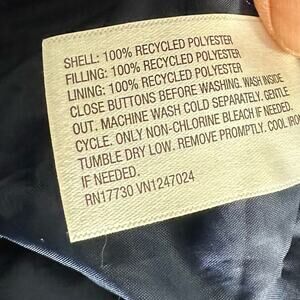 SHELL: 100% RECYCLED POLYESTER
FILLING: 100% RECYCLED POLYESTER
LINING: 100% RECYCLED POLYESTER
CLOSE BUTTONS BEFORE WASHING. WASH INSIDE
OUT. MACHINE WASH COLD SEPARATELY. GENTLE
CYCLE. ONLY NON-CHLORINE BLEACH IF NEEDED.
TUMBLE DRY LOW. REMOVE PROMPTLY. COOL IRON
IF NEEDED.
RN17730 VN1247024